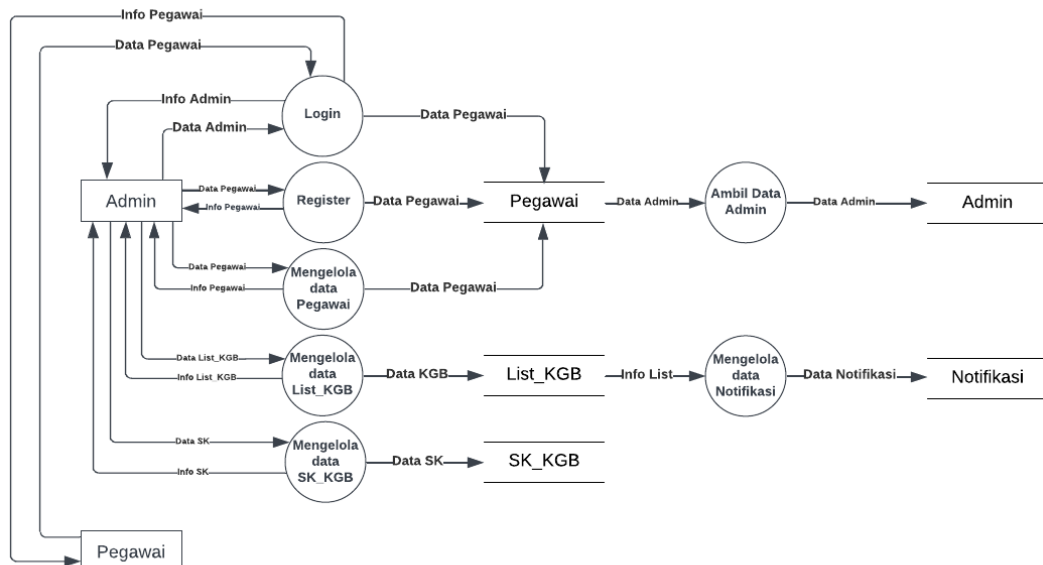 Info Pegawai
Data Pegawai
Info Admin
Data Admin
Login
Data Pegawai
Admin
Data Pegawai
Info Pegawai
Register
Data Pegawai
Pegawai
Data Admin
Ambil Data
Admin
Data Admin
Admin
Data Pegawai
Info Pegawai
Mengelola
data
Pegawai
Data Pegawai
Data List_KGB
Info List_KGB
Mengelola
data
List_KGB
Data KGB
List_KGB
Info List
Mengelola
data
Notifikasi
Data Notifikasi
Notifikasi
Data SK
Info SK
Mengelola
data
SK_KGB
Data SK
SK_KGB
Pegawai